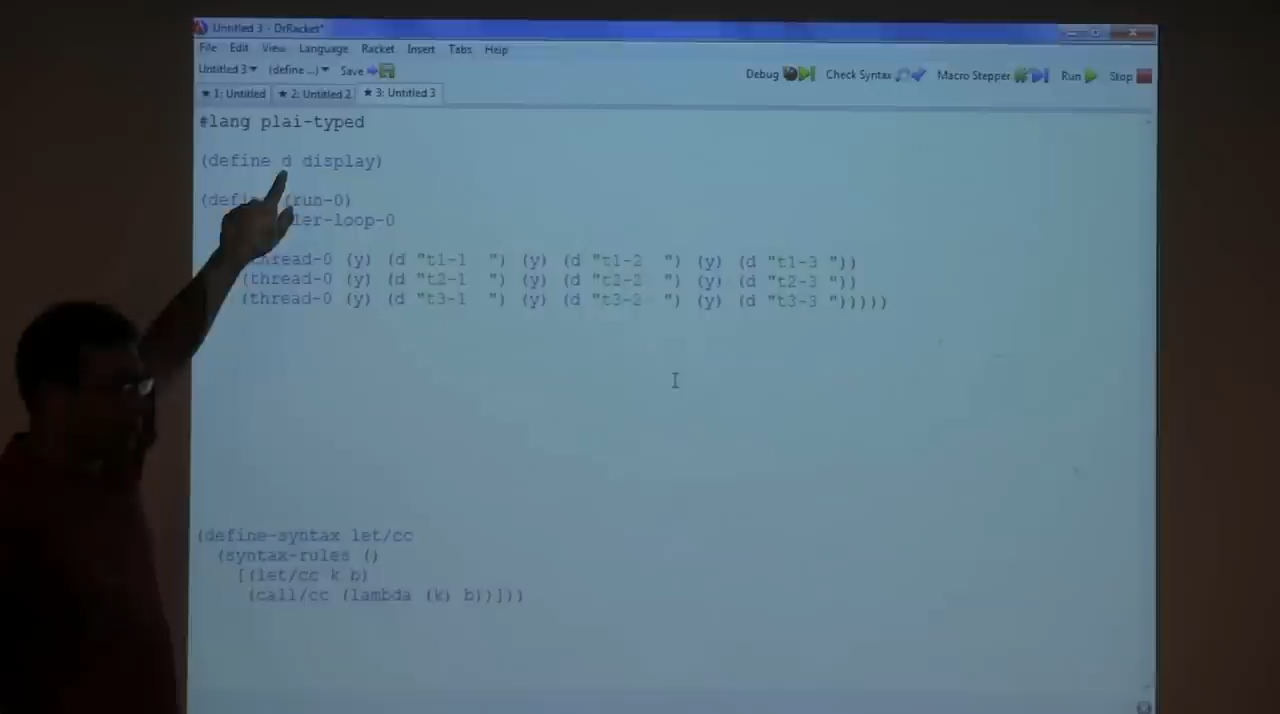 Untitled 3 - DrRacket*
File Edit View Language Racket Insert Tabs Help
Untitled 3 (define ...) Save Debug Check Syntax Macro Stepper Run Stop
1: Untitled 2: Untitled 2 3: Untitled 3
#lang plai-typed
(define d display)
(run-0)
ler-loop-0
(thread-0 (y) (d "t1-1 ") (y) (d "t1-2 ") (y) (d "t1-3 "))
(thread-0 (y) (d "t2-1 ") (y) (d "t2-2 ") (y) (d "t2-3 "))
(thread-0 (y) (d "t3-1 ") (y) (d "t3-2 ") (y) (d "t3-3 ")))))
(define-syntax let/cc
(syntax-rules ()
[(let/cc k b)
(call/cc (lambda (k) b))]))